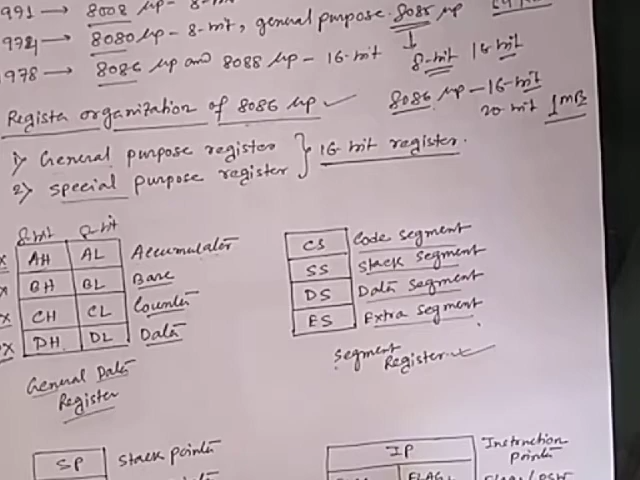 1991 → 8008 μp - 8-bit
1974 → 8080 μp - 8-bit, general purpose. 8085 μp
1978 → 8086 μp and 8088 μp - 16-bit
8-bit 16 bit
Register organization of 8086 μp
8086 μp - 16-bit
20 bit 1MB
1) General purpose register
2) special purpose register
16-bit register.
8-bit 8-bit
AH AL Accumulator
BH BL Base
CH CL Counter
DX DH DL Data
General Data
Register
CS Code segment
SS Stack segment
DS Data segment
ES Extra segment
segment
Register
SP Stack pointer
IP Instruction
pointer